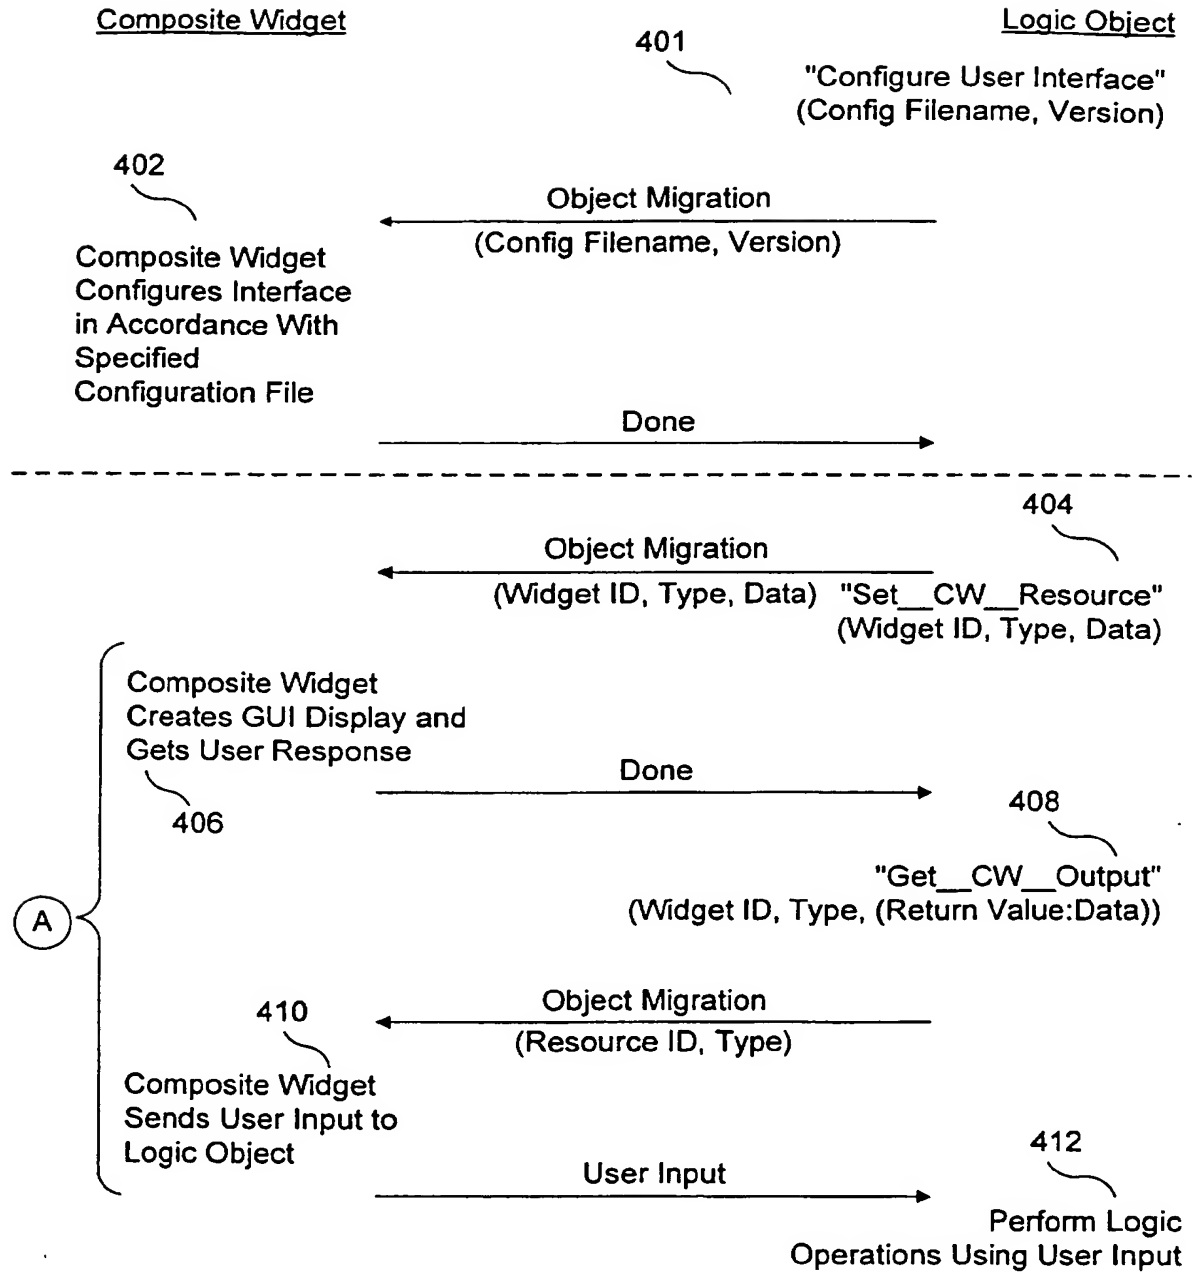 Composite Widget
Logic Object
401
"Configure User Interface"
(Config Filename, Version)
402
Object Migration
(Config Filename, Version)
Composite Widget
Configures Interface
in Accordance With
Specified
Configuration File
Done
404
Object Migration
(Widget ID, Type, Data)
"Set__CW__Resource"
(Widget ID, Type, Data)
Composite Widget
Creates GUI Display and
Gets User Response
406
Done
408
"Get__CW__Output"
(Widget ID, Type, (Return Value:Data))
A
Object Migration
(Resource ID, Type)
410
Composite Widget
Sends User Input to
Logic Object
User Input
412
Perform Logic
Operations Using User Input